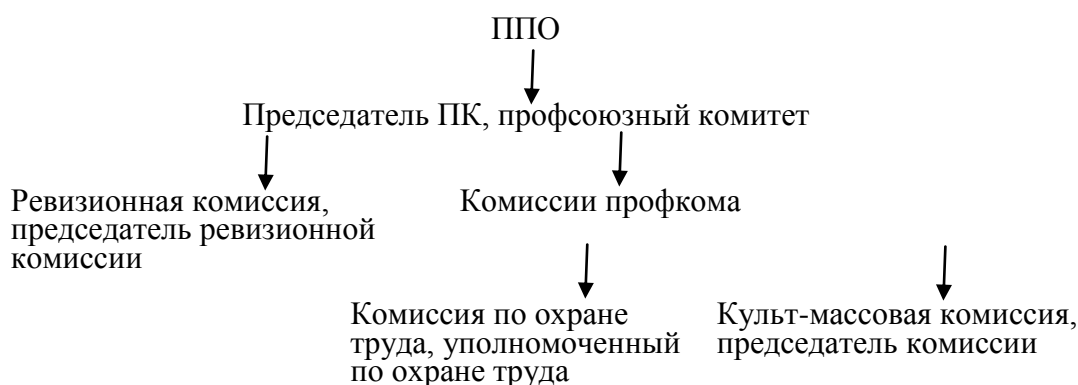 ППО
Председатель ПК, профсоюзный комитет
Ревизионная комиссия,
председатель ревизионной
комиссии
Комиссии профкома
Комиссия по охране
труда, уполномоченный
по охране труда
Культ-массовая комиссия,
председатель комиссии